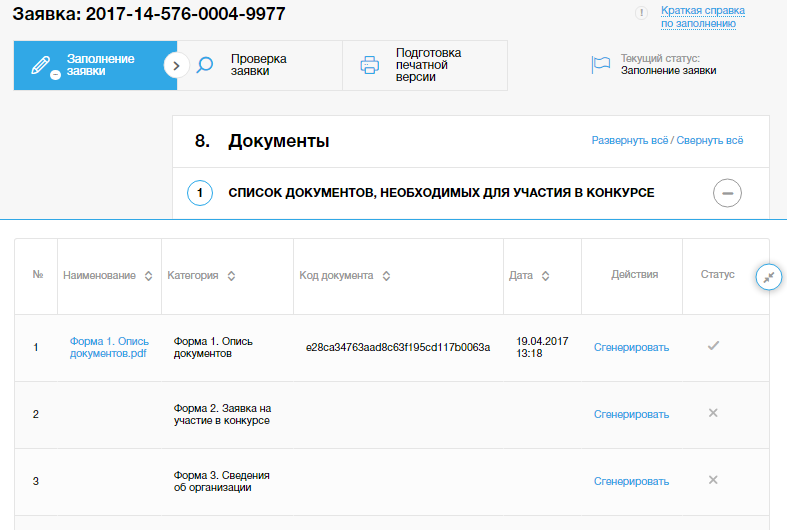 Заявка: 2017-14-576-0004-9977
!
Краткая справка
по заполнению
Заполнение
заявки
Проверка
заявки
Подготовка
печатной
версии
Текущий статус:
Заполнение заявки
8. Документы
Развернуть всё / Свернуть всё
1 СПИСОК ДОКУМЕНТОВ, НЕОБХОДИМЫХ ДЛЯ УЧАСТИЯ В КОНКУРСЕ
№ Наименование Категория Код документа Дата Действия Статус
1
Форма 1. Опись
документов.pdf
Форма 1. Опись
документов
e28ca34763aad8c63f195cd117b0063a
19.04.2017
13:18
Сгенерировать
2
Форма 2. Заявка на
участие в конкурсе
Сгенерировать
3
Форма 3. Сведения
об организации
Сгенерировать